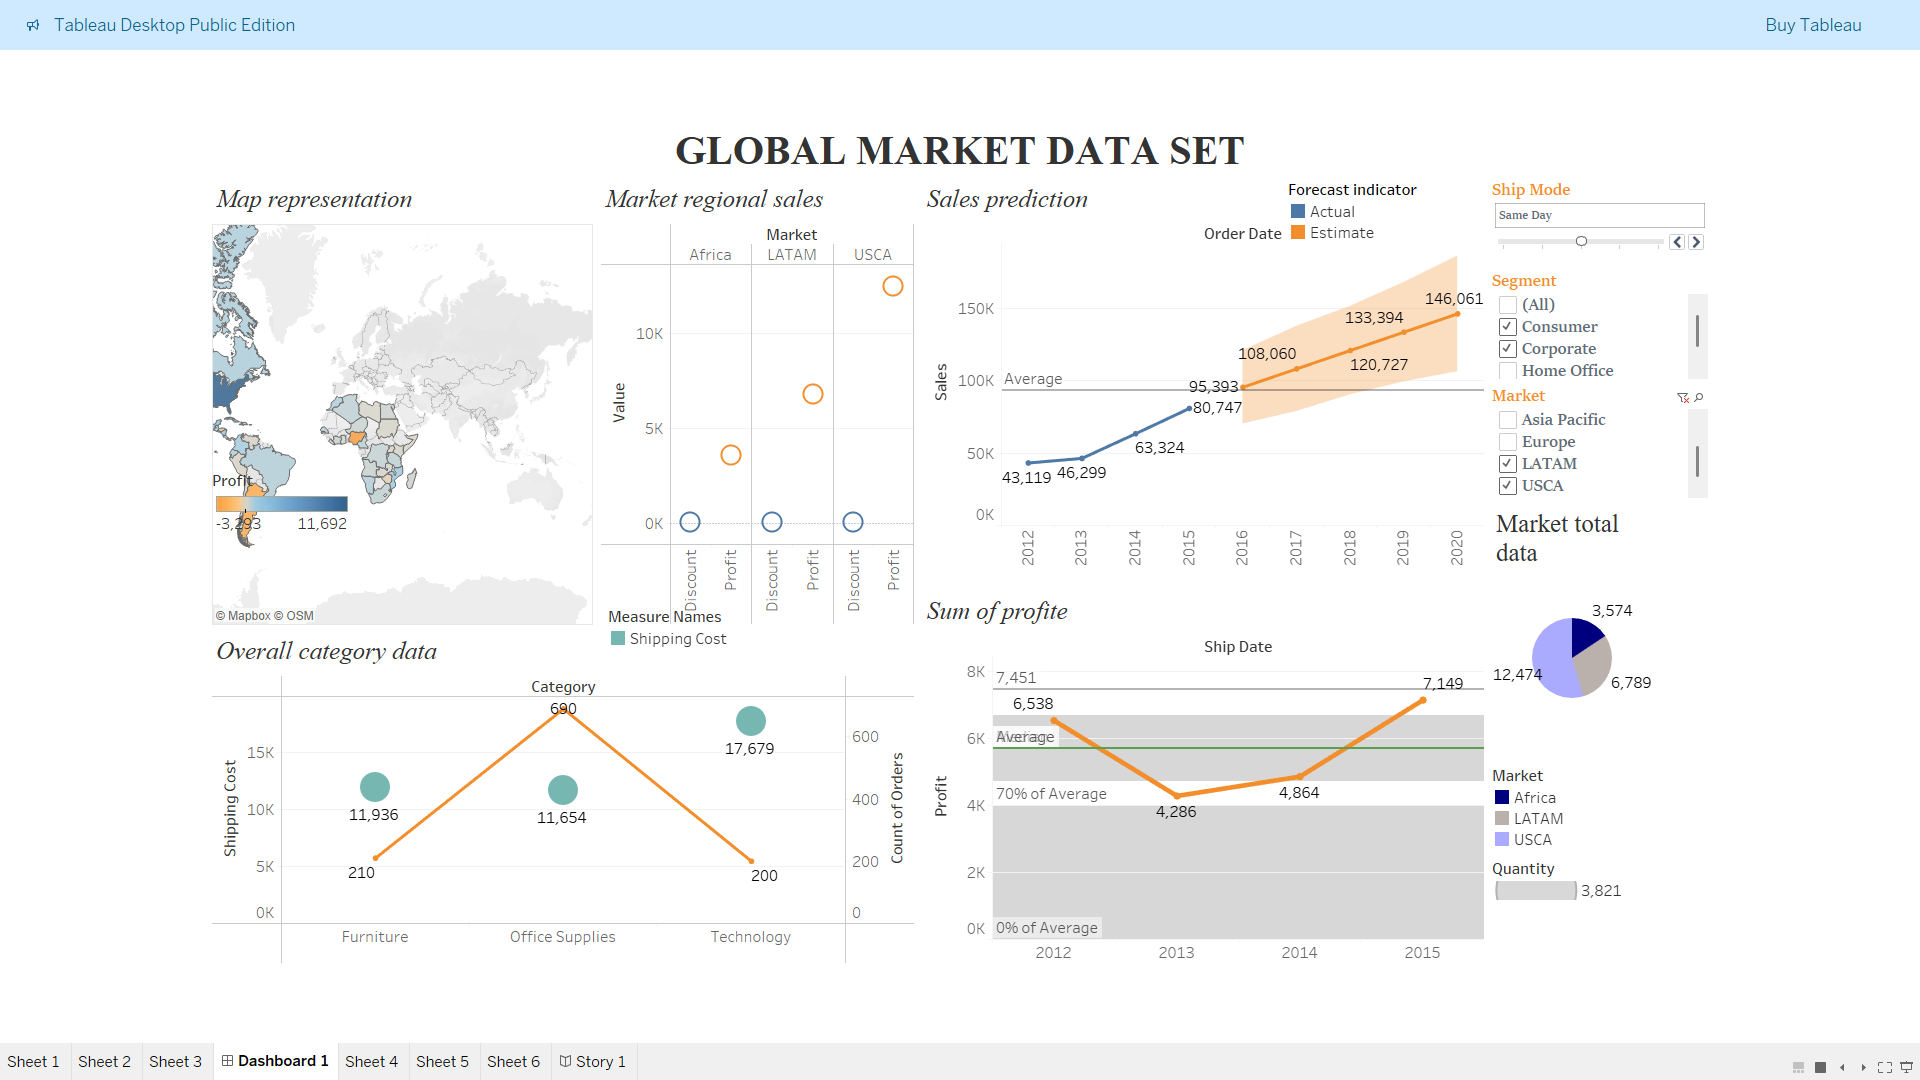 Tableau Desktop Public Edition
Buy Tableau
GLOBAL MARKET DATA SET
Map representation
Profit
-3,293 11,692
© Mapbox © OSM
Market regional sales
Market
Africa LATAM USCA
Value
10K
5K
0K
Discount
Profit
Discount
Profit
Discount
Profit
Measure Names
Shipping Cost
Sales prediction
Forecast indicator
Actual
Estimate
Order Date
Sales
150K
100K
50K
0K
Average
43,119
46,299
63,324
80,747
95,393
108,060
120,727
133,394
146,061
2012
2013
2014
2015
2016
2017
2018
2019
2020
Ship Mode
Same Day
Segment
(All)
Consumer
Corporate
Home Office
Market
Asia Pacific
Europe
LATAM
USCA
Market total
data
3,574
12,474
6,789
Market
Africa
LATAM
USCA
Quantity
3,821
Overall category data
Category
Shipping Cost
15K
10K
5K
0K
690
17,679
11,936
11,654
210
200
600
400
200
0
Count of Orders
Furniture Office Supplies Technology
Sum of profite
Ship Date
Profit
8K
6K
4K
2K
0K
7,451
6,538
7,149
Average
70% of Average
4,286
4,864
0% of Average
2012 2013 2014 2015
Sheet 1 Sheet 2 Sheet 3 Dashboard 1 Sheet 4 Sheet 5 Sheet 6 Story 1